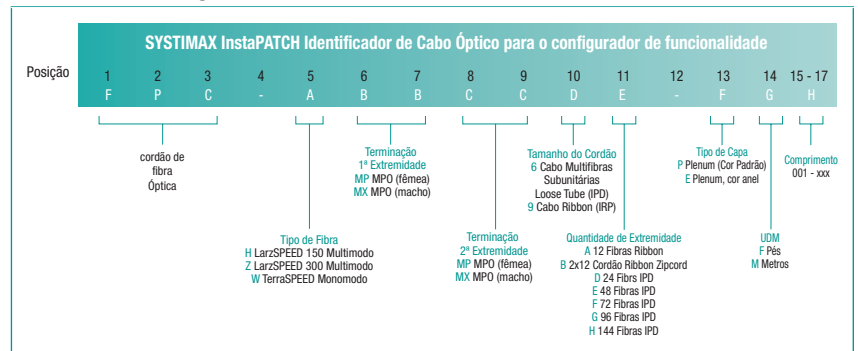 SYSTIMAX InstaPATCH Identificador de Cabo Óptico para o configurador de funcionalidade
Posição 1 2 3 4 5 6 7 8 9 10 11 12 13 14 15 - 17
F P C - A B B C C D E - F G H
cordão de
fibra
Óptica
Tipo de Fibra
H LarzSPEED 150 Multimodo
Z LarzSPEED 300 Multimodo
W TerraSPEED Monomodo
Terminação
1ª Extremidade
MP MPO (fêmea)
MX MPO (macho)
Terminação
2ª Extremidade
MP MPO (fêmea)
MX MPO (macho)
Tamanho do Cordão
6 Cabo Multifibras
Subunitárias
Loose Tube (IPD)
9 Cabo Ribbon (IRP)
Quantidade de Extremidade
A 12 Fibras Ribbon
B 2x12 Cordão Ribbon Zipcord
D 24 Fibrs IPD
E 48 Fibras IPD
F 72 Fibras IPD
G 96 Fibras IPD
H 144 Fibras IPD
Tipo de Capa
P Plenum (Cor Padrão)
E Plenum, cor anel
UDM
F Pés
M Metros
Comprimento
001 - xxx